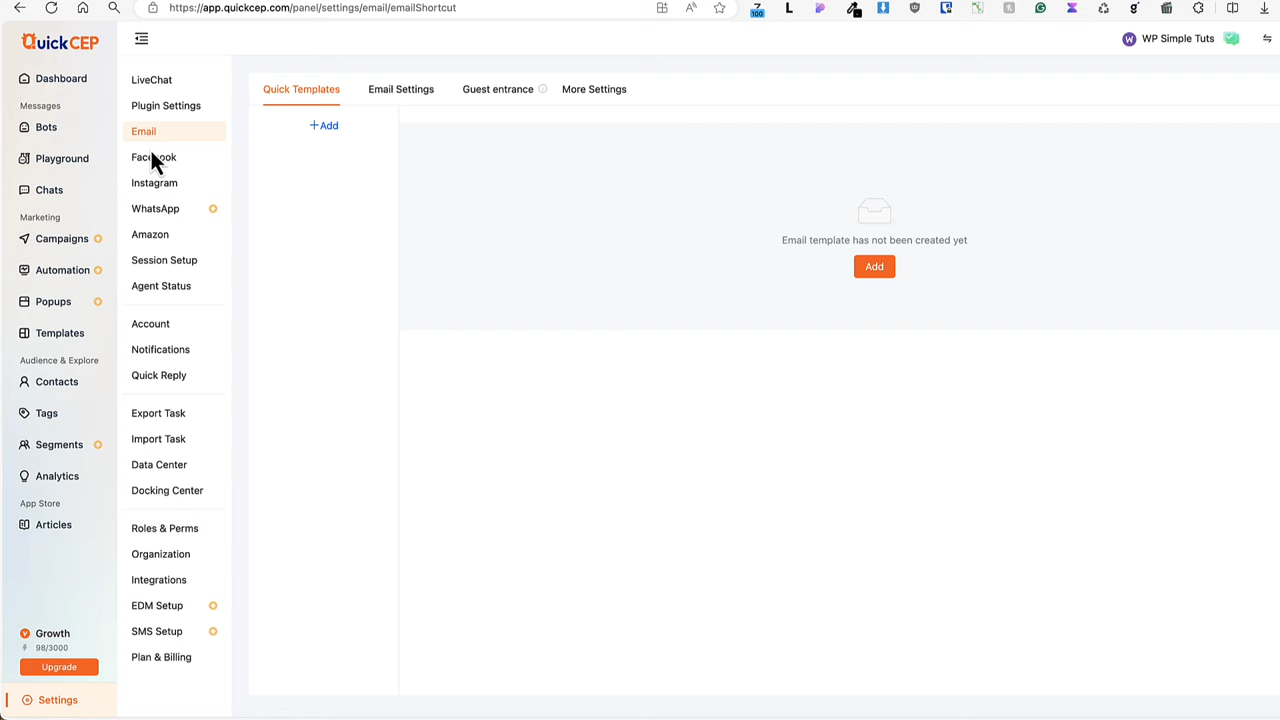 https://app.quickcep.com/panel/settings/email/emailShortcut
QuickCEP
WP Simple Tuts
Dashboard
Messages
Bots
Playground
Chats
Marketing
Campaigns
Automation
Popups
Templates
Audience & Explore
Contacts
Tags
Segments
Analytics
App Store
Articles
Growth
98/3000
Upgrade
Settings
LiveChat
Plugin Settings
Email
Facebook
Instagram
WhatsApp
Amazon
Session Setup
Agent Status
Account
Notifications
Quick Reply
Export Task
Import Task
Data Center
Docking Center
Roles & Perms
Organization
Integrations
EDM Setup
SMS Setup
Plan & Billing
Quick Templates Email Settings Guest entrance More Settings
+Add
Email template has not been created yet
Add
100